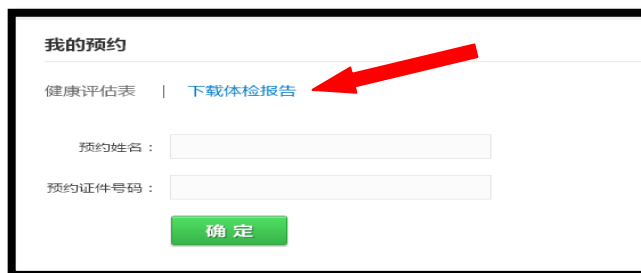 我的预约
健康评估表 | 下载体检报告
预约姓名：
预约证件号码：
确 定